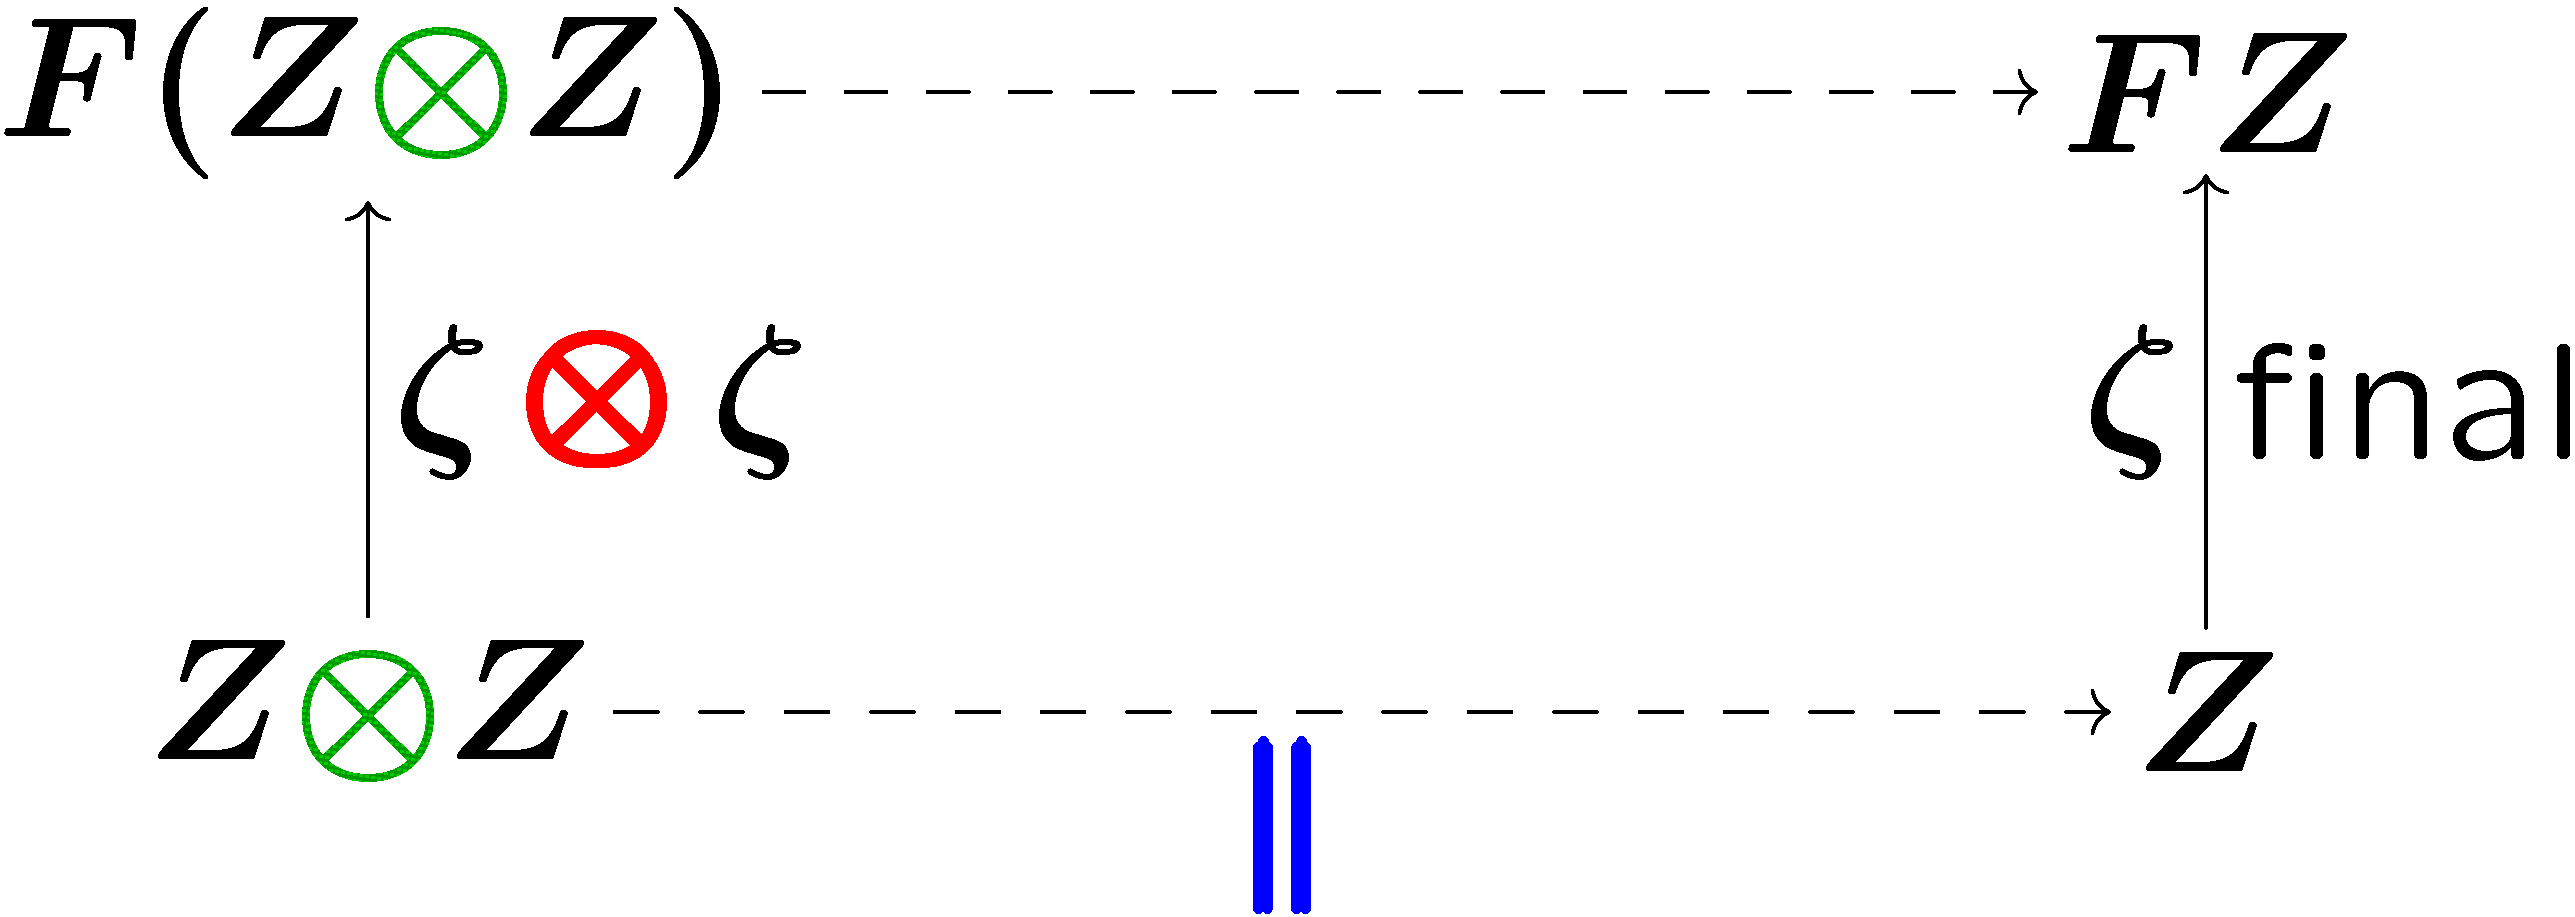 F(Z⊗Z) FZ
ζ⊗ζ ζ final
Z⊗Z Z
||